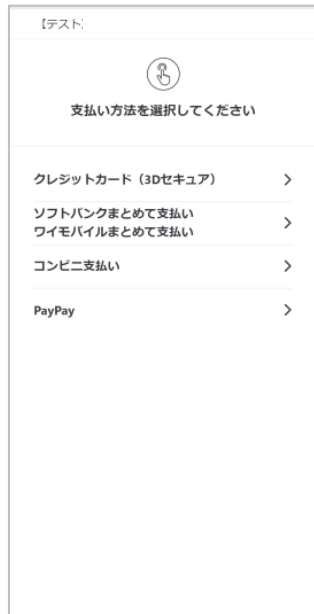 【テスト】
支払い方法を選択してください
クレジットカード（3Dセキュア）
ソフトバンクまとめて支払い
ワイモバイルまとめて支払い
コンビニ支払い
PayPay